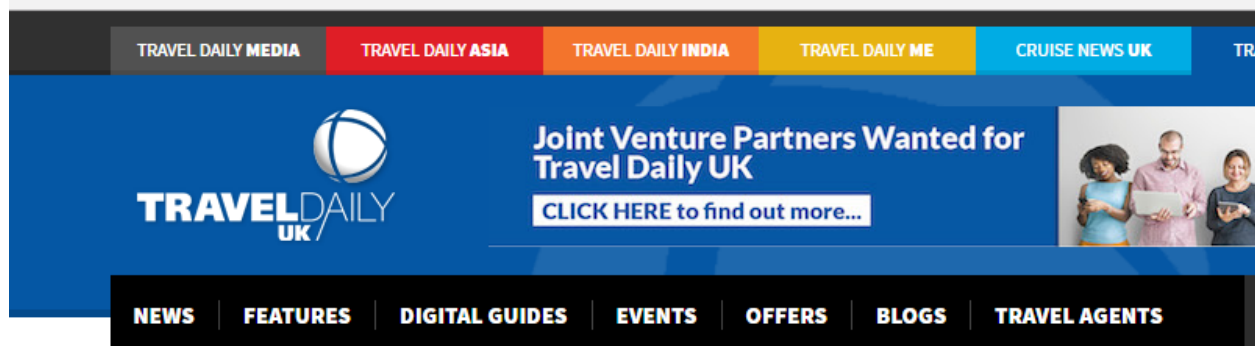 TRAVEL DAILY MEDIA TRAVEL DAILY ASIA TRAVEL DAILY INDIA TRAVEL DAILY ME CRUISE NEWS UK
Joint Venture Partners Wanted for
Travel Daily UK
CLICK HERE to find out more...
TRAVELDAILY
UK
NEWS FEATURES DIGITAL GUIDES EVENTS OFFERS BLOGS TRAVEL AGENTS